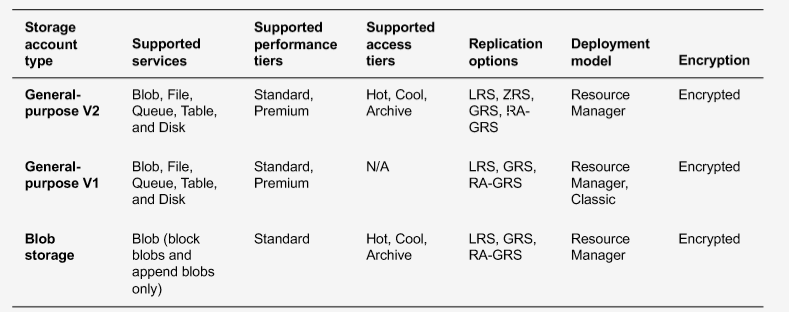 Storage account type | Supported services | Supported performance tiers | Supported access tiers | Replication options | Deployment model | Encryption
General-purpose V2 | Blob, File, Queue, Table, and Disk | Standard, Premium | Hot, Cool, Archive | LRS, ZRS, GRS, RA-GRS | Resource Manager | Encrypted
General-purpose V1 | Blob, File, Queue, Table, and Disk | Standard, Premium | N/A | LRS, GRS, RA-GRS | Resource Manager, Classic | Encrypted
Blob storage | Blob (block blobs and append blobs only) | Standard | Hot, Cool, Archive | LRS, GRS, RA-GRS | Resource Manager | Encrypted